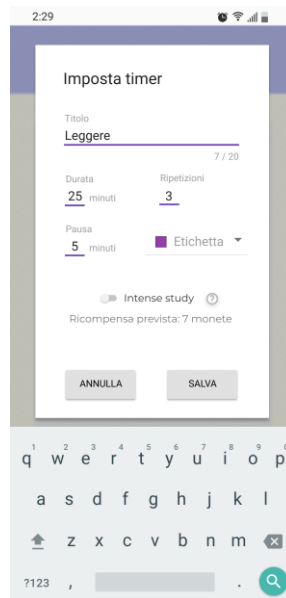 2:29
Imposta timer
Titolo
Leggere
7 / 20
Durata Ripetizioni
25 minuti 3
Pausa
5 minuti Etichetta
Intense study ?
Ricompensa prevista: 7 monete
ANNULLA SALVA
1 2 3 4 5 6 7 8 9 0
q w e r t y u i o p
a s d f g h j k l
z x c v b n m
?123 , .